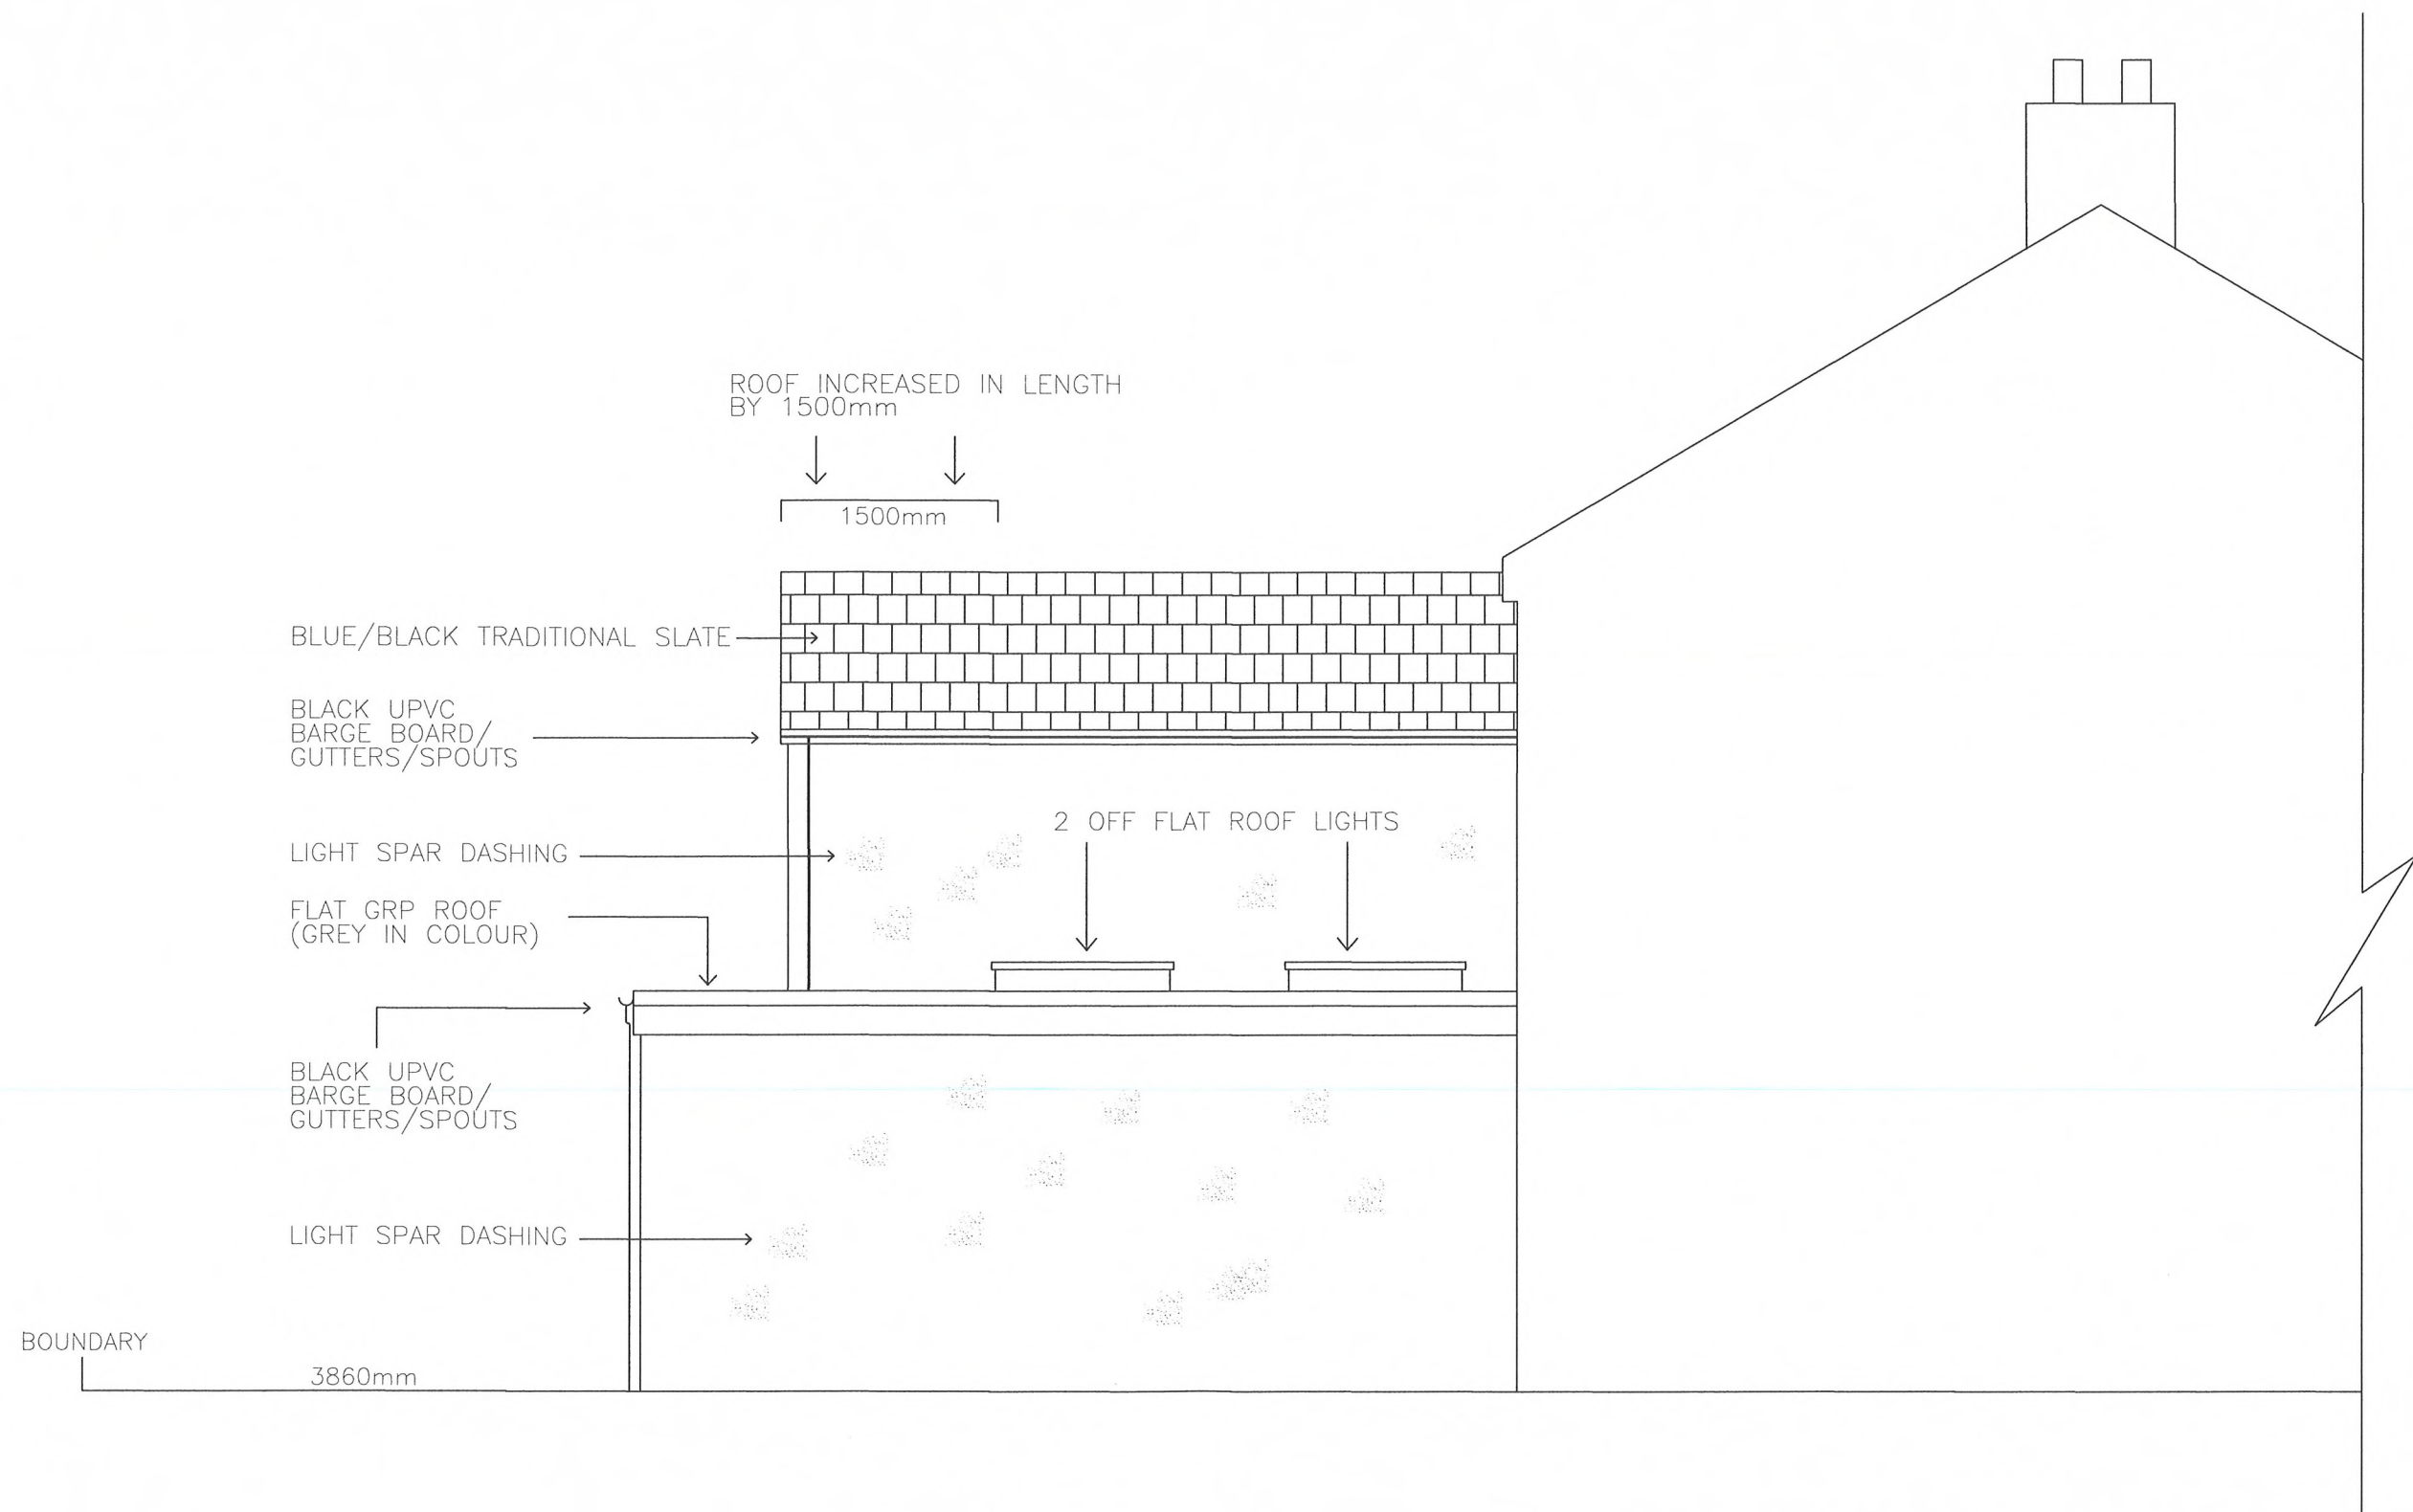 ROOF INCREASED IN LENGTH
BY 1500mm
1500mm
BLUE/BLACK TRADITIONAL SLATE
BLACK UPVC
BARGE BOARD/
GUTTERS/SPOUTS
2 OFF FLAT ROOF LIGHTS
LIGHT SPAR DASHING
FLAT GRP ROOF
(GREY IN COLOUR)
BLACK UPVC
BARGE BOARD/
GUTTERS/SPOUTS
LIGHT SPAR DASHING
BOUNDARY
3860mm